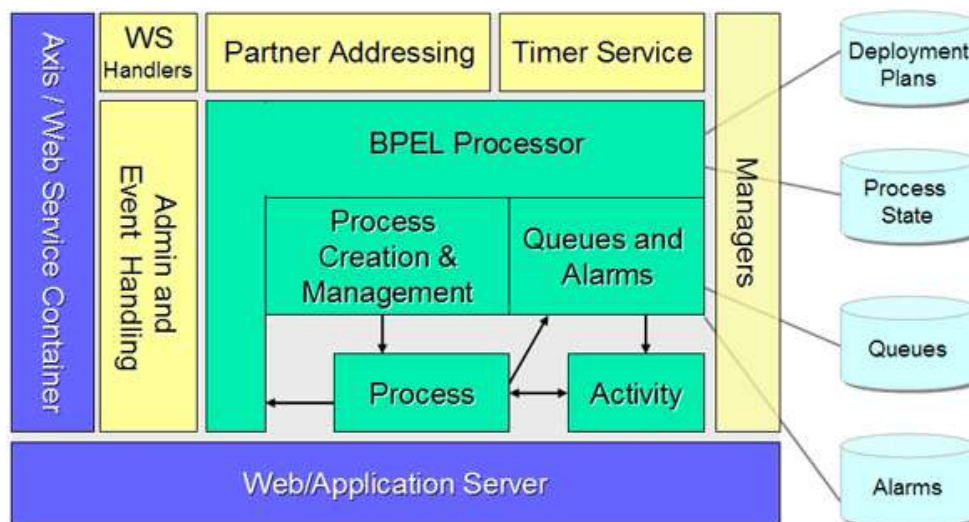 Axis / Web Service Container
WS
Handlers
Partner Addressing
Timer Service
Admin and
Event Handling
BPEL Processor
Process
Creation &
Management
Queues and
Alarms
Process
Activity
Managers
Web/Application Server
Deployment
Plans
Process
State
Queues
Alarms